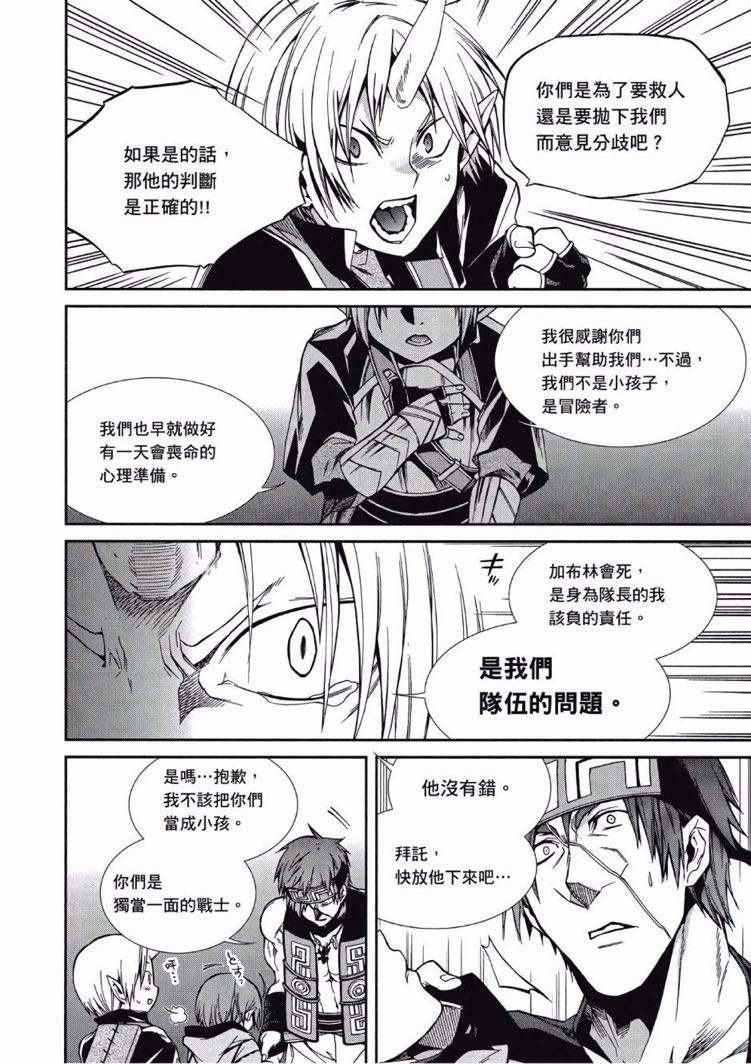 你們是為了要救人
還是要拋下我們
而意見分歧吧？
如果是的話，
那他的判斷
是正確的!!
我很感謝你們
出手幫助我們…不過，
我們不是小孩子，
是冒險者。
我們也早就做好
有一天會喪命的
心理準備。
加布林會死，
是身為隊長的我
該負的責任。
是我們
隊伍的問題。
他沒有錯。
拜託，
快放他下來吧…
是嗎…抱歉，
我不該把你們
當成小孩。
你們是
獨當一面的戰士。
呼…